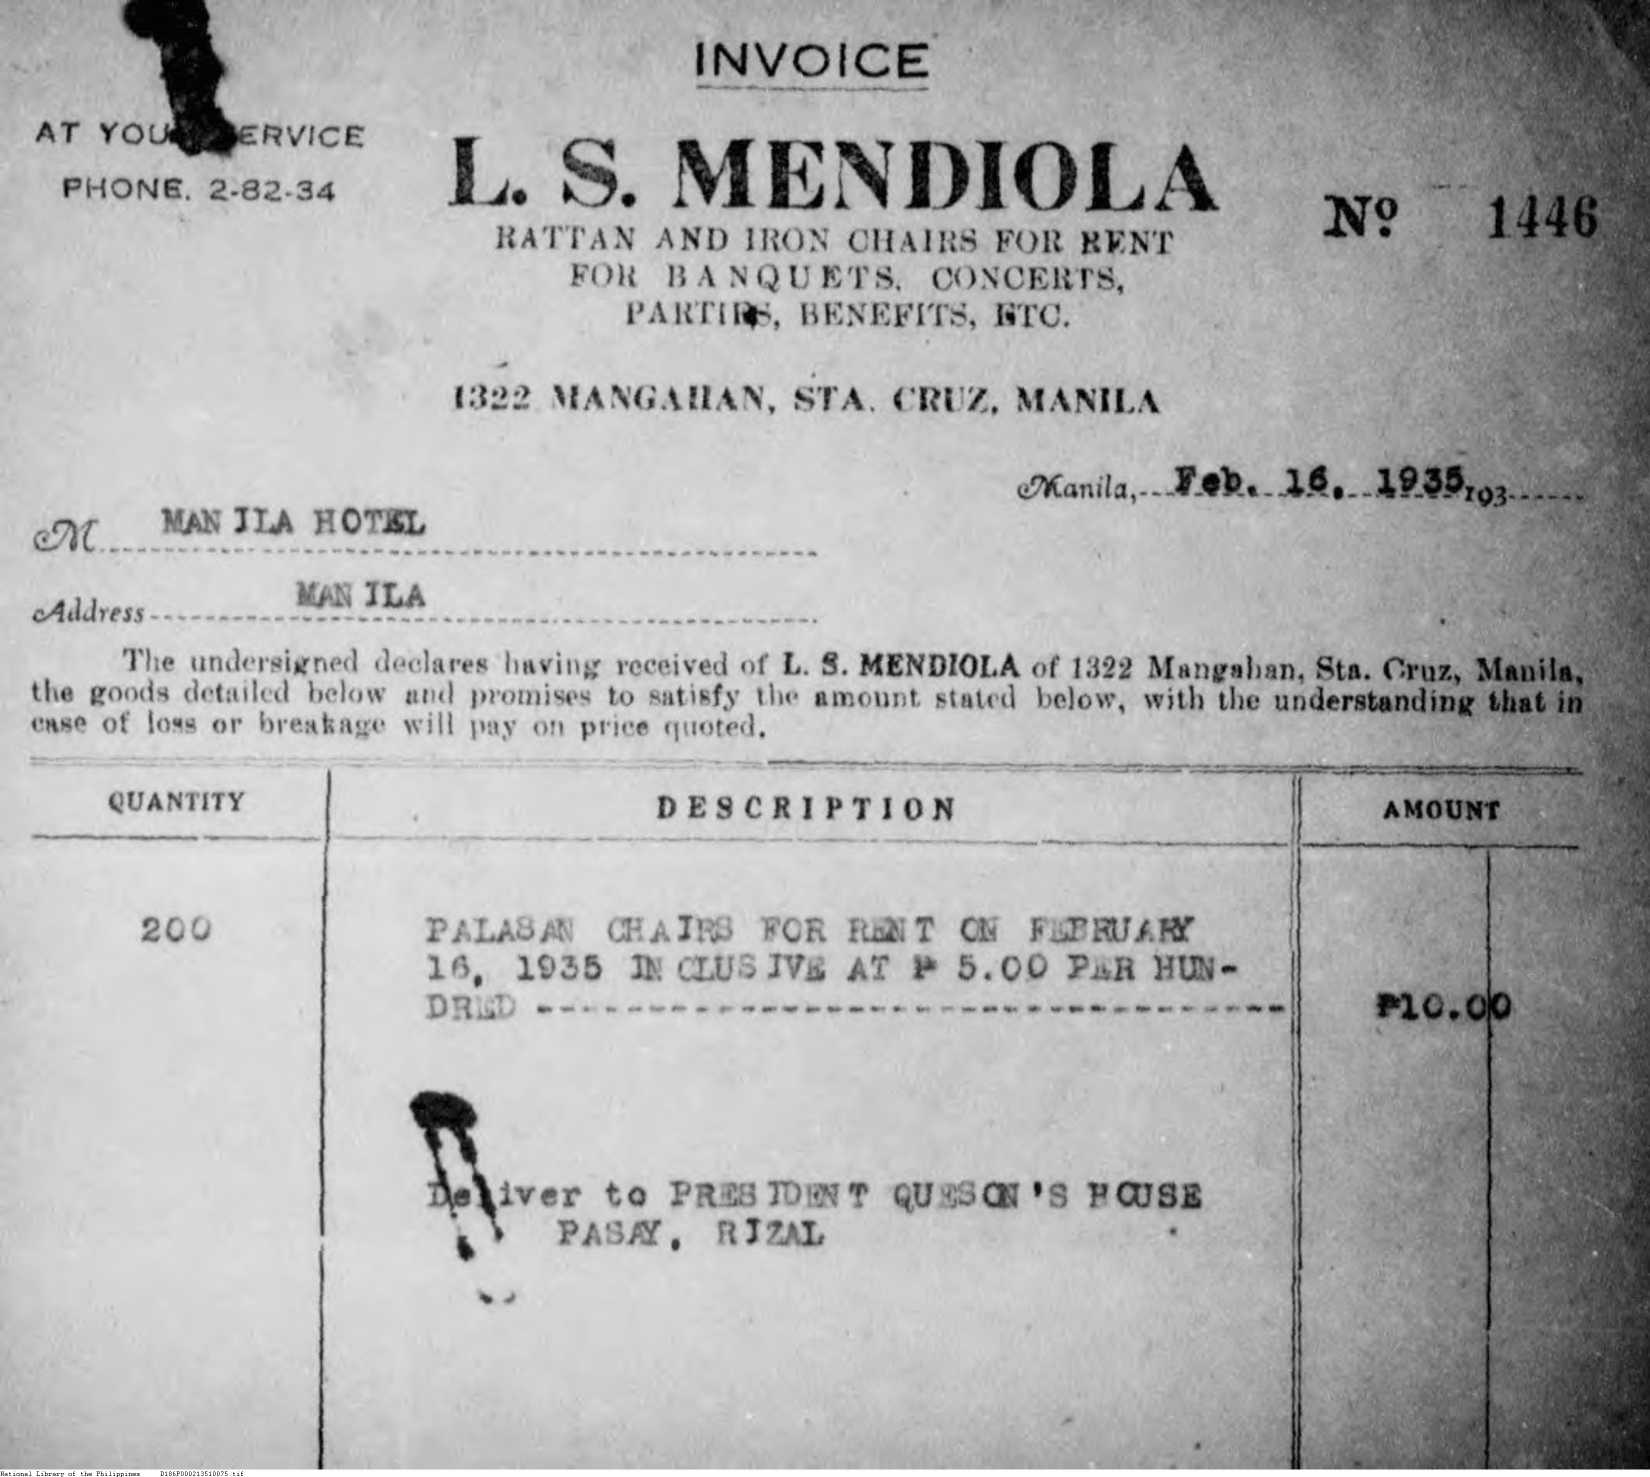 INVOICE
AT YOUR SERVICE
PHONE. 2-82-34
L. S. MENDIOLA
Nº 1446
RATTAN AND IRON CHAIRS FOR RENT
FOR BANQUETS, CONCERTS,
PARTIES, BENEFITS, ETC.
1322 MANGAHAN, STA. CRUZ, MANILA
Manila, Feb. 16, 1935, 193
M MANILA HOTEL
Address MANILA
The undersigned declares having received of L. S. MENDIOLA of 1322 Mangahan, Sta. Cruz, Manila,
the goods detailed below and promises to satisfy the amount stated below, with the understanding that in
case of loss or breakage will pay on price quoted.
QUANTITY DESCRIPTION AMOUNT
200 PALASAN CHAIRS FOR RENT ON FEBRUARY
16, 1935 INCLUSIVE AT ₱ 5.00 PER HUN-
DRED ---------------------------------- ₱10.00
Deliver to PRESIDENT QUESON'S HOUSE
PASAY, RIZAL
National Library of the Philippines D186P000213510075.tif